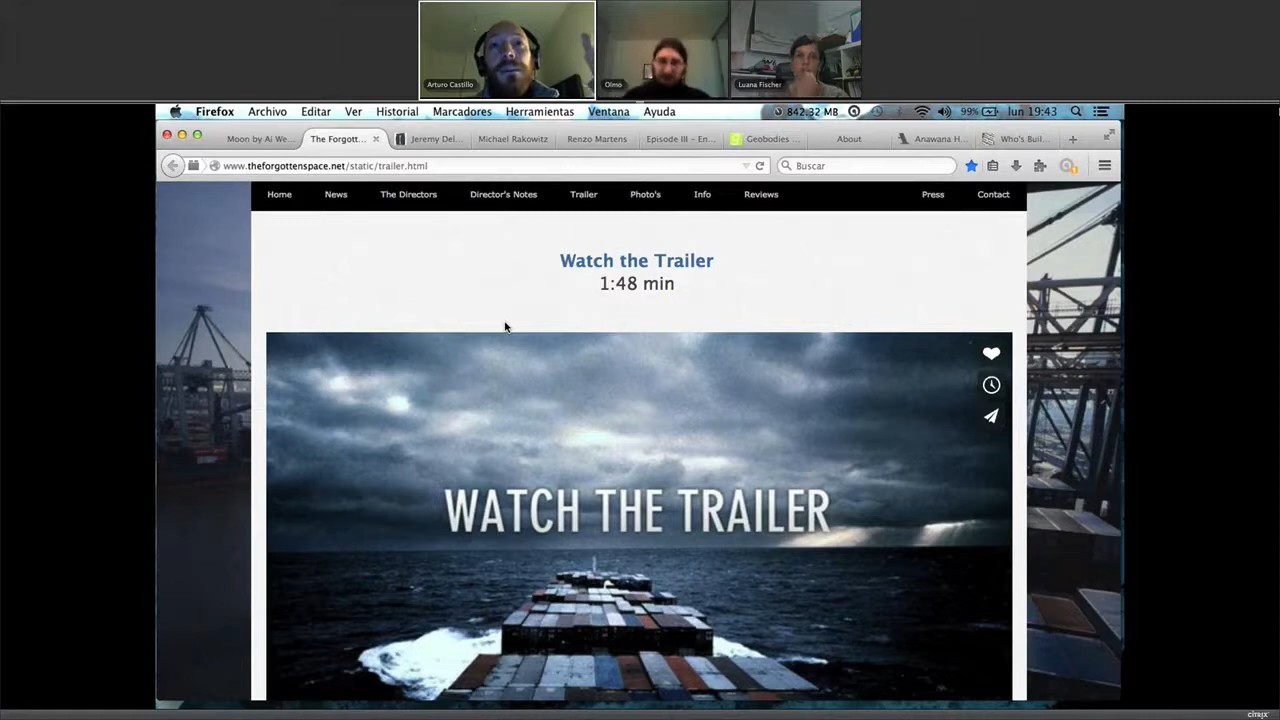 Arturo Castillo
Olmo
Luana Fischer
Firefox Archivo Editar Ver Historial Marcadores Herramientas Ventana Ayuda 842.32 MB 99% lun 19:43
Moon by Ai We... The Forgott... Jeremy Del... Michael Rakowitz Renzo Martens Episode III – En... Geobodies ... About Anawana H... Who's Buil...
www.theforgottenspace.net/static/trailer.html Buscar
Home News The Directors Director's Notes Trailer Photo's Info Reviews Press Contact
Watch the Trailer
1:48 min
WATCH THE TRAILER
CITRIX